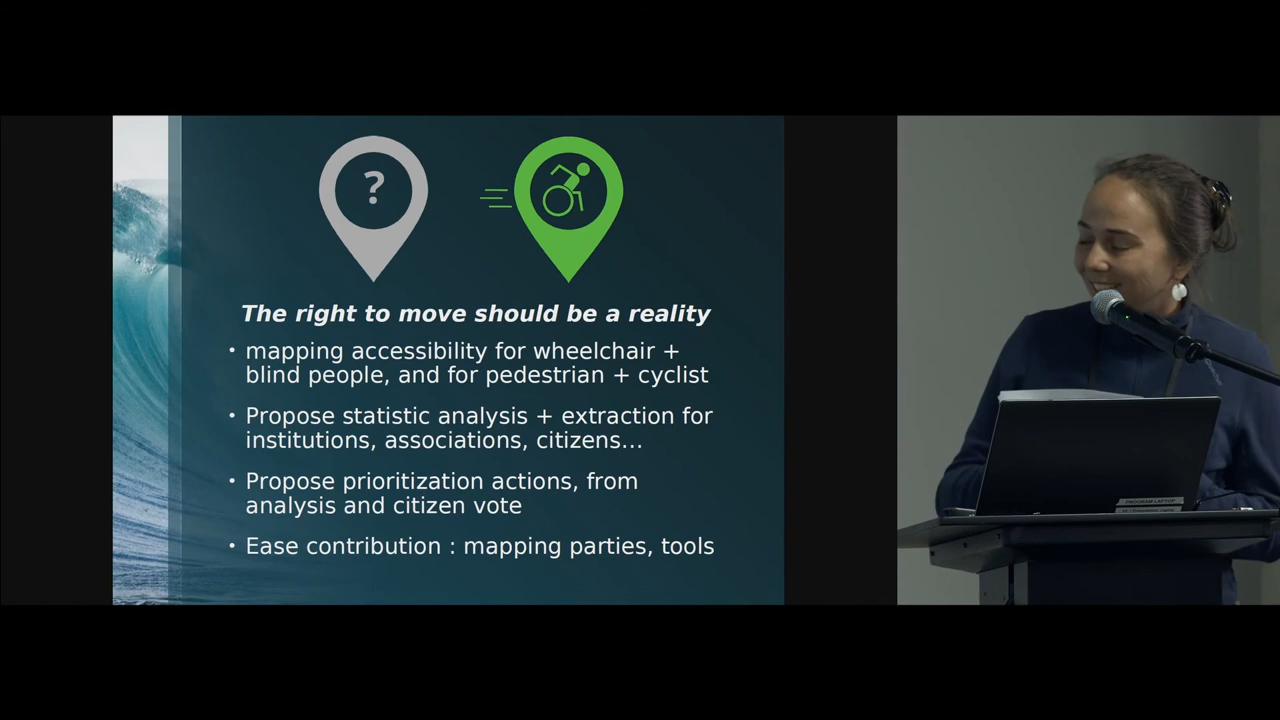 ?
The right to move should be a reality
• mapping accessibility for wheelchair +
blind people, and for pedestrian + cyclist
• Propose statistic analysis + extraction for
institutions, associations, citizens...
• Propose prioritization actions, from
analysis and citizen vote
• Ease contribution : mapping parties, tools
PROGRAM LAPTOP